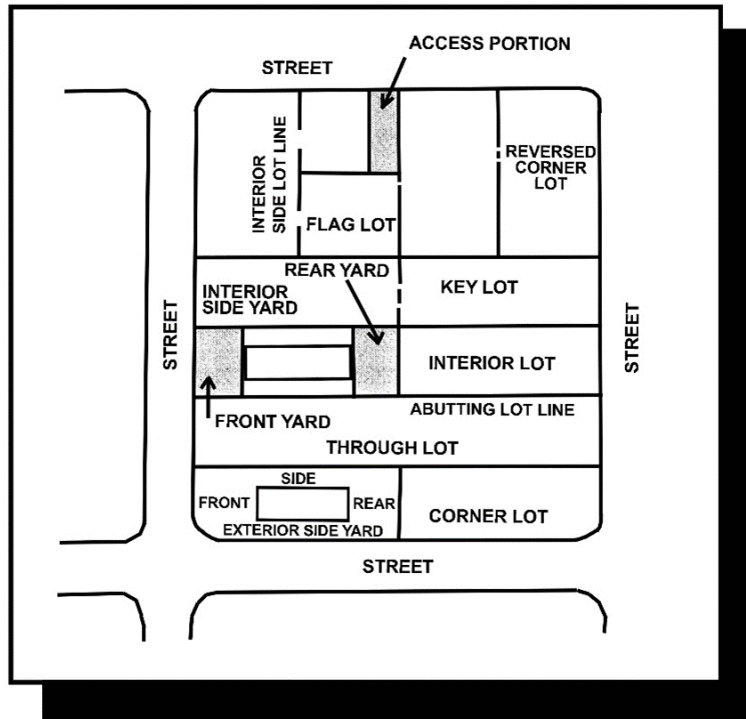 ACCESS PORTION
STREET
INTERIOR
SIDE LOT LINE
REVERSED
CORNER
LOT
FLAG LOT
REAR YARD
INTERIOR
SIDE YARD
KEY LOT
STREET
STREET
INTERIOR LOT
ABUTTING LOT LINE
FRONT YARD
THROUGH LOT
SIDE
FRONT
REAR
EXTERIOR SIDE YARD
CORNER LOT
STREET